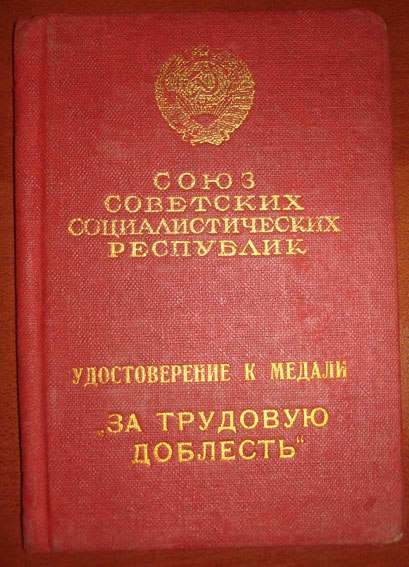 СОЮЗ
СОВЕТСКИХ
СОЦИАЛИСТИЧЕСКИХ
РЕСПУБЛИК
УДОСТОВЕРЕНИЕ К МЕДАЛИ
„ЗА ТРУДОВУЮ
ДОБЛЕСТЬ“